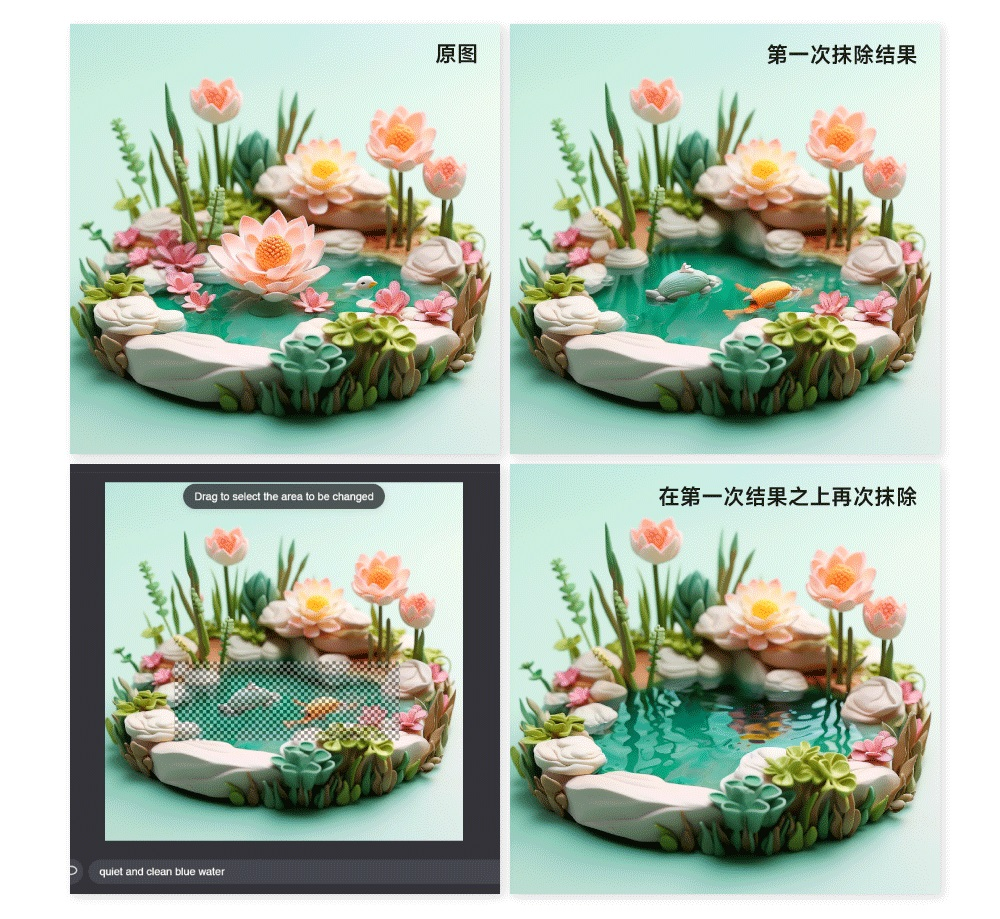 原图
第一次抹除结果
Drag to select the area to be changed
quiet and clean blue water
在第一次结果之上再次抹除